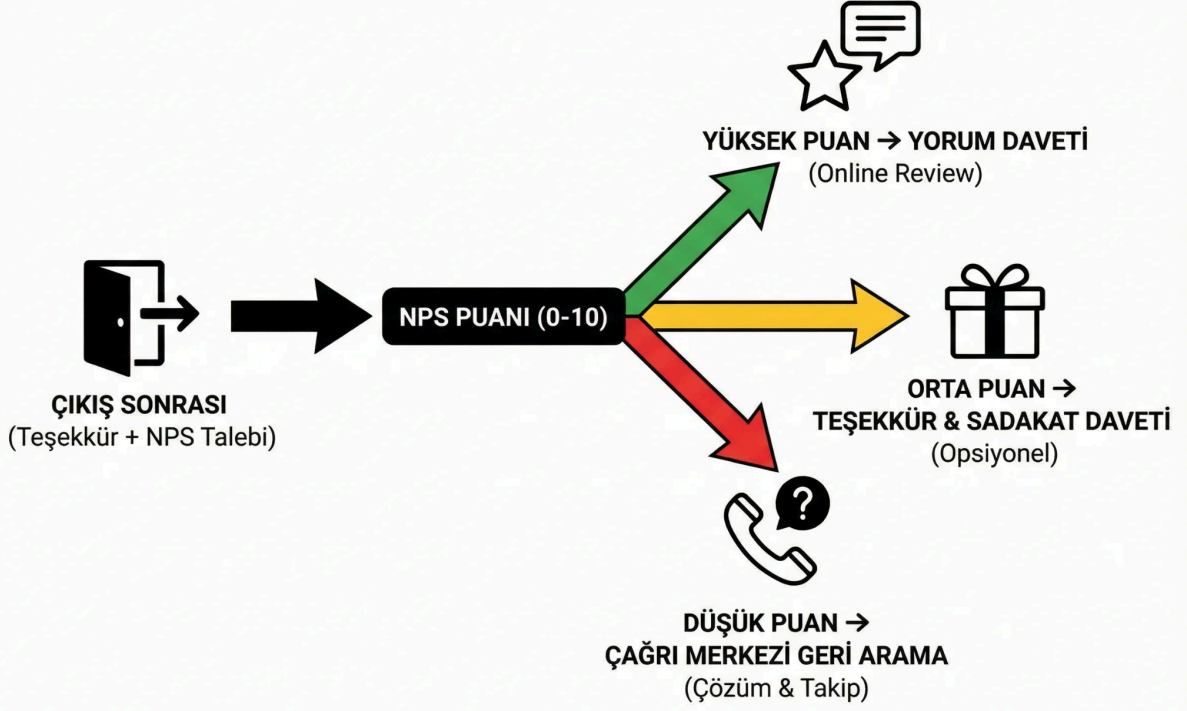 YÜKSEK PUAN → YORUM DAVETİ
(Online Review)
ÇIKIŞ SONRASI
(Teşekkür + NPS Talebi)
NPS PUANI (0-10)
ORTA PUAN →
TEŞEKKÜR & SADAKAT DAVETİ
(Opsiyonel)
?
DÜŞÜK PUAN →
ÇAĞRI MERKEZİ GERİ ARAMA
(Çözüm & Takip)